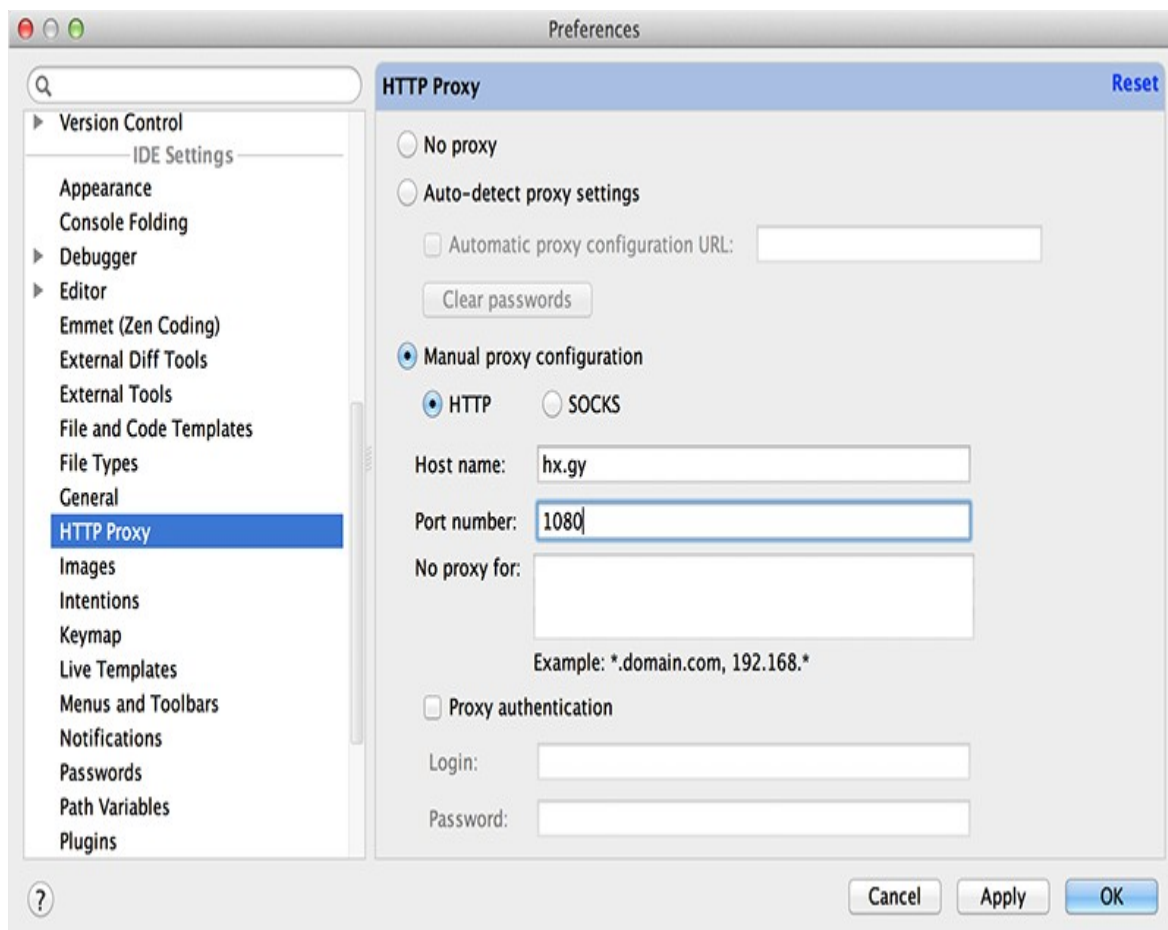 Preferences
Version Control
IDE Settings
Appearance
Console Folding
Debugger
Editor
Emmet (Zen Coding)
External Diff Tools
External Tools
File and Code Templates
File Types
General
HTTP Proxy
Images
Intentions
Keymap
Live Templates
Menus and Toolbars
Notifications
Passwords
Path Variables
Plugins
HTTP Proxy Reset
No proxy
Auto-detect proxy settings
Automatic proxy configuration URL:
Clear passwords
Manual proxy configuration
HTTP SOCKS
Host name: hx.gy
Port number: 1080
No proxy for:
Example: *.domain.com, 192.168.*
Proxy authentication
Login:
Password:
? Cancel Apply OK